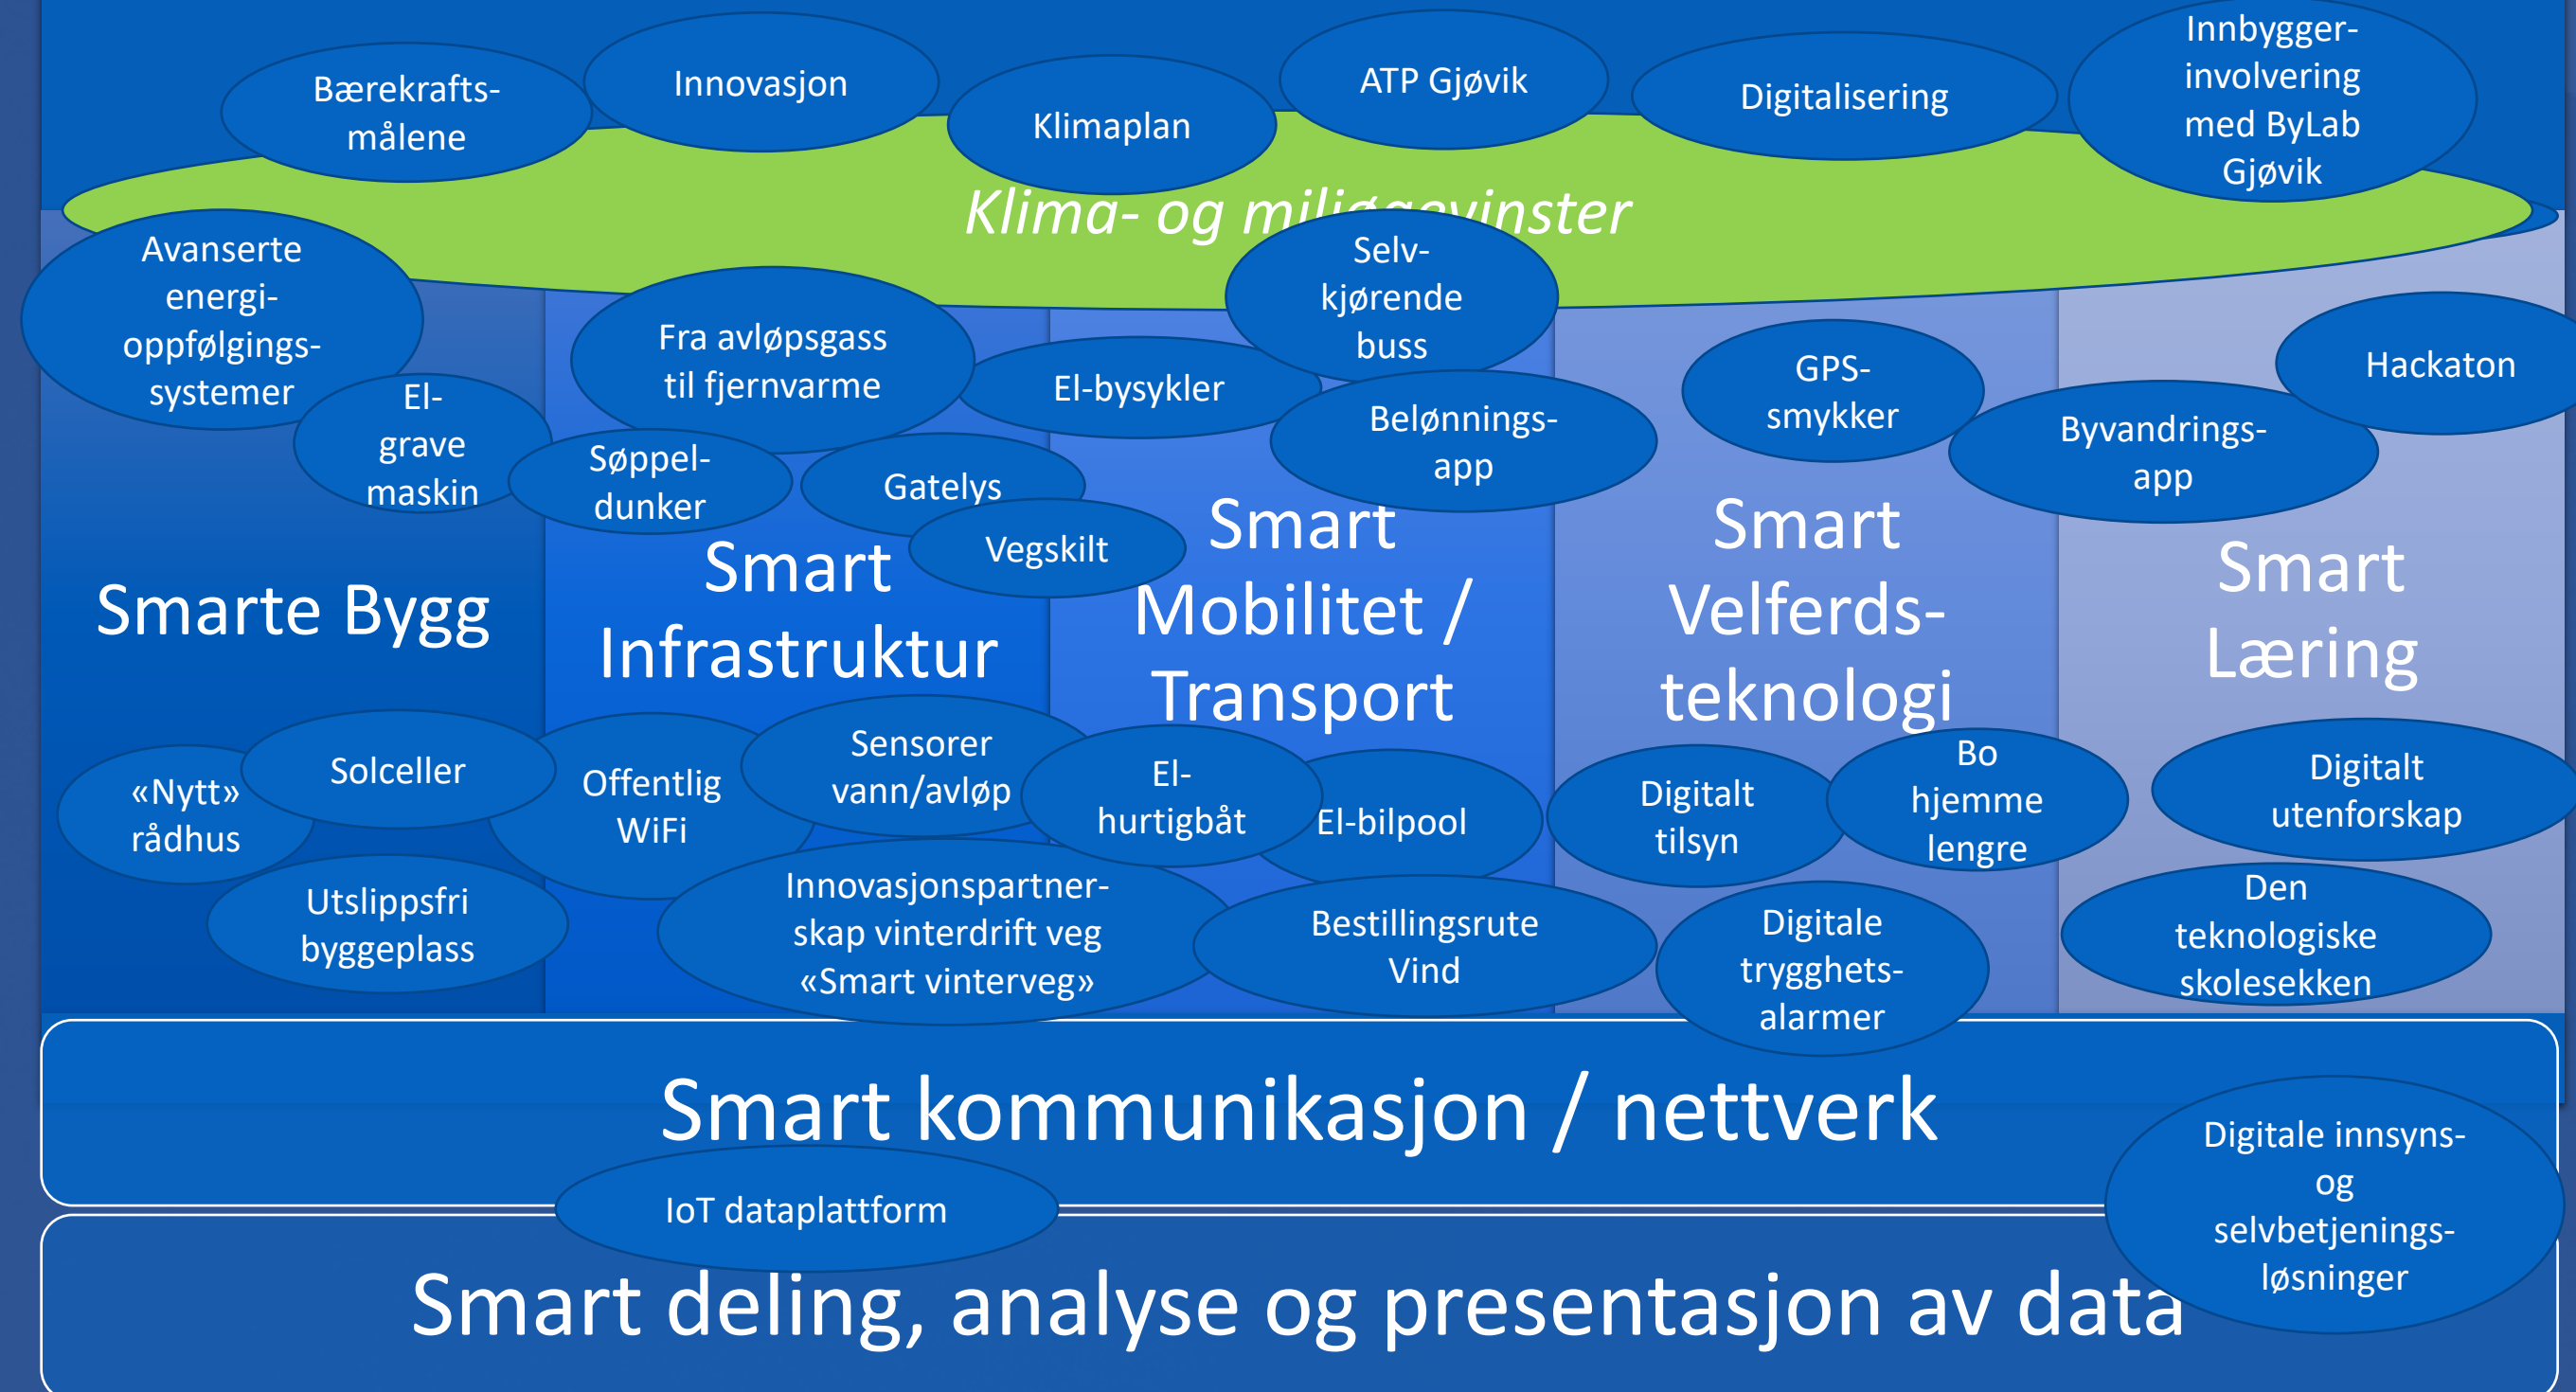 Bærekrafts-
målene
Innovasjon
Klimaplan
ATP Gjøvik
Digitalisering
Innbygger-
involvering
med ByLab
Gjøvik
Klima- og miljøgevinster
Avanserte
energi-
oppfølgings-
systemer
El-
grave
maskin
Fra avløpsgass
til fjernvarme
Søppel-
dunker
Gatelys
Vegskilt
El-bysykler
Selv-
kjørende
buss
Belønnings-
app
GPS-
smykker
Byvandrings-
app
Hackaton
Smarte Bygg
Smart
Infrastruktur
Smart
Mobilitet /
Transport
Smart
Velferds-
teknologi
Smart
Læring
«Nytt»
rådhus
Solceller
Utslippsfri
byggeplass
Offentlig
WiFi
Sensorer
vann/avløp
Innovasjonspartner-
skap vinterdrift veg
«Smart vinterveg»
El-
hurtigbåt
El-bilpool
Bestillingsrute
Vind
Digitalt
tilsyn
Bo
hjemme
lengre
Digitale
trygghets-
alarmer
Digitalt
utenforskap
Den
teknologiske
skolesekken
Smart kommunikasjon / nettverk
IoT dataplattform
Digitale innsyns-
og
selvbetjenings-
løsninger
Smart deling, analyse og presentasjon av data